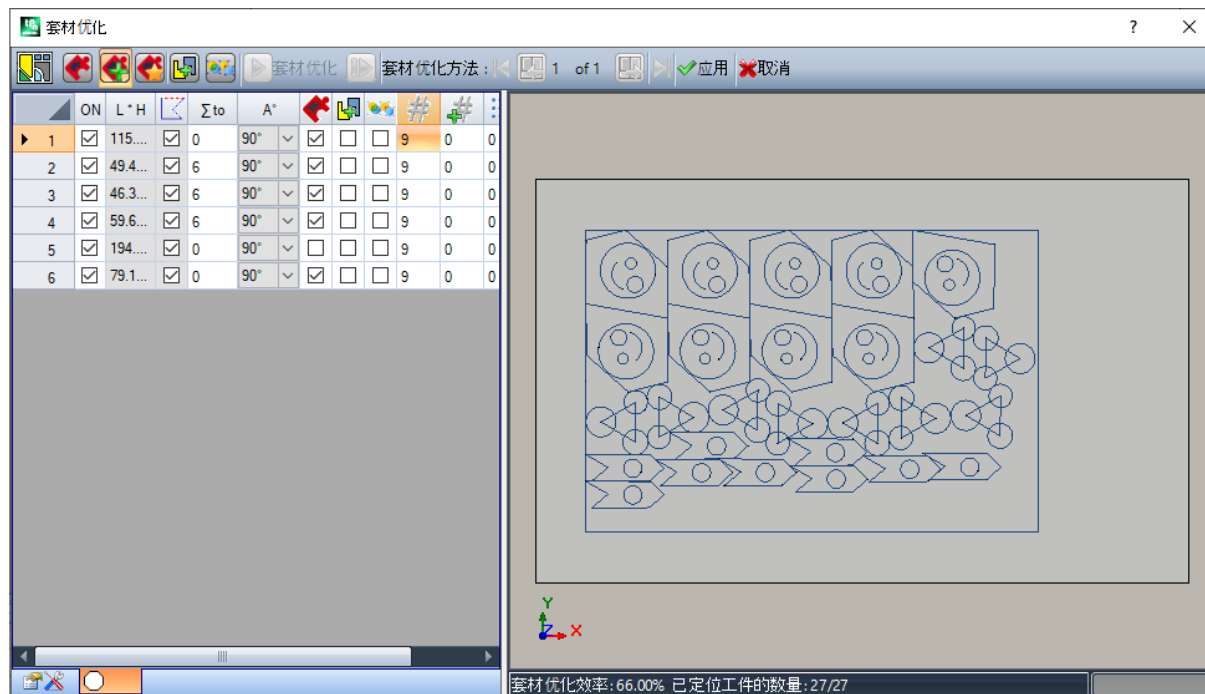 套材优化 ?
套材优化 套材优化方法: 1 of 1 应用 取消
ON L*H Σto A°
1 115.... 0 90° 9 0 0
2 49.4... 6 90° 9 0 0
3 46.3... 6 90° 9 0 0
4 59.6... 6 90° 9 0 0
5 194.... 0 90° 9 0 0
6 79.1... 0 90° 9 0 0
Y
Z X
套材优化效率:66.00% 已定位工件的数量:27/27